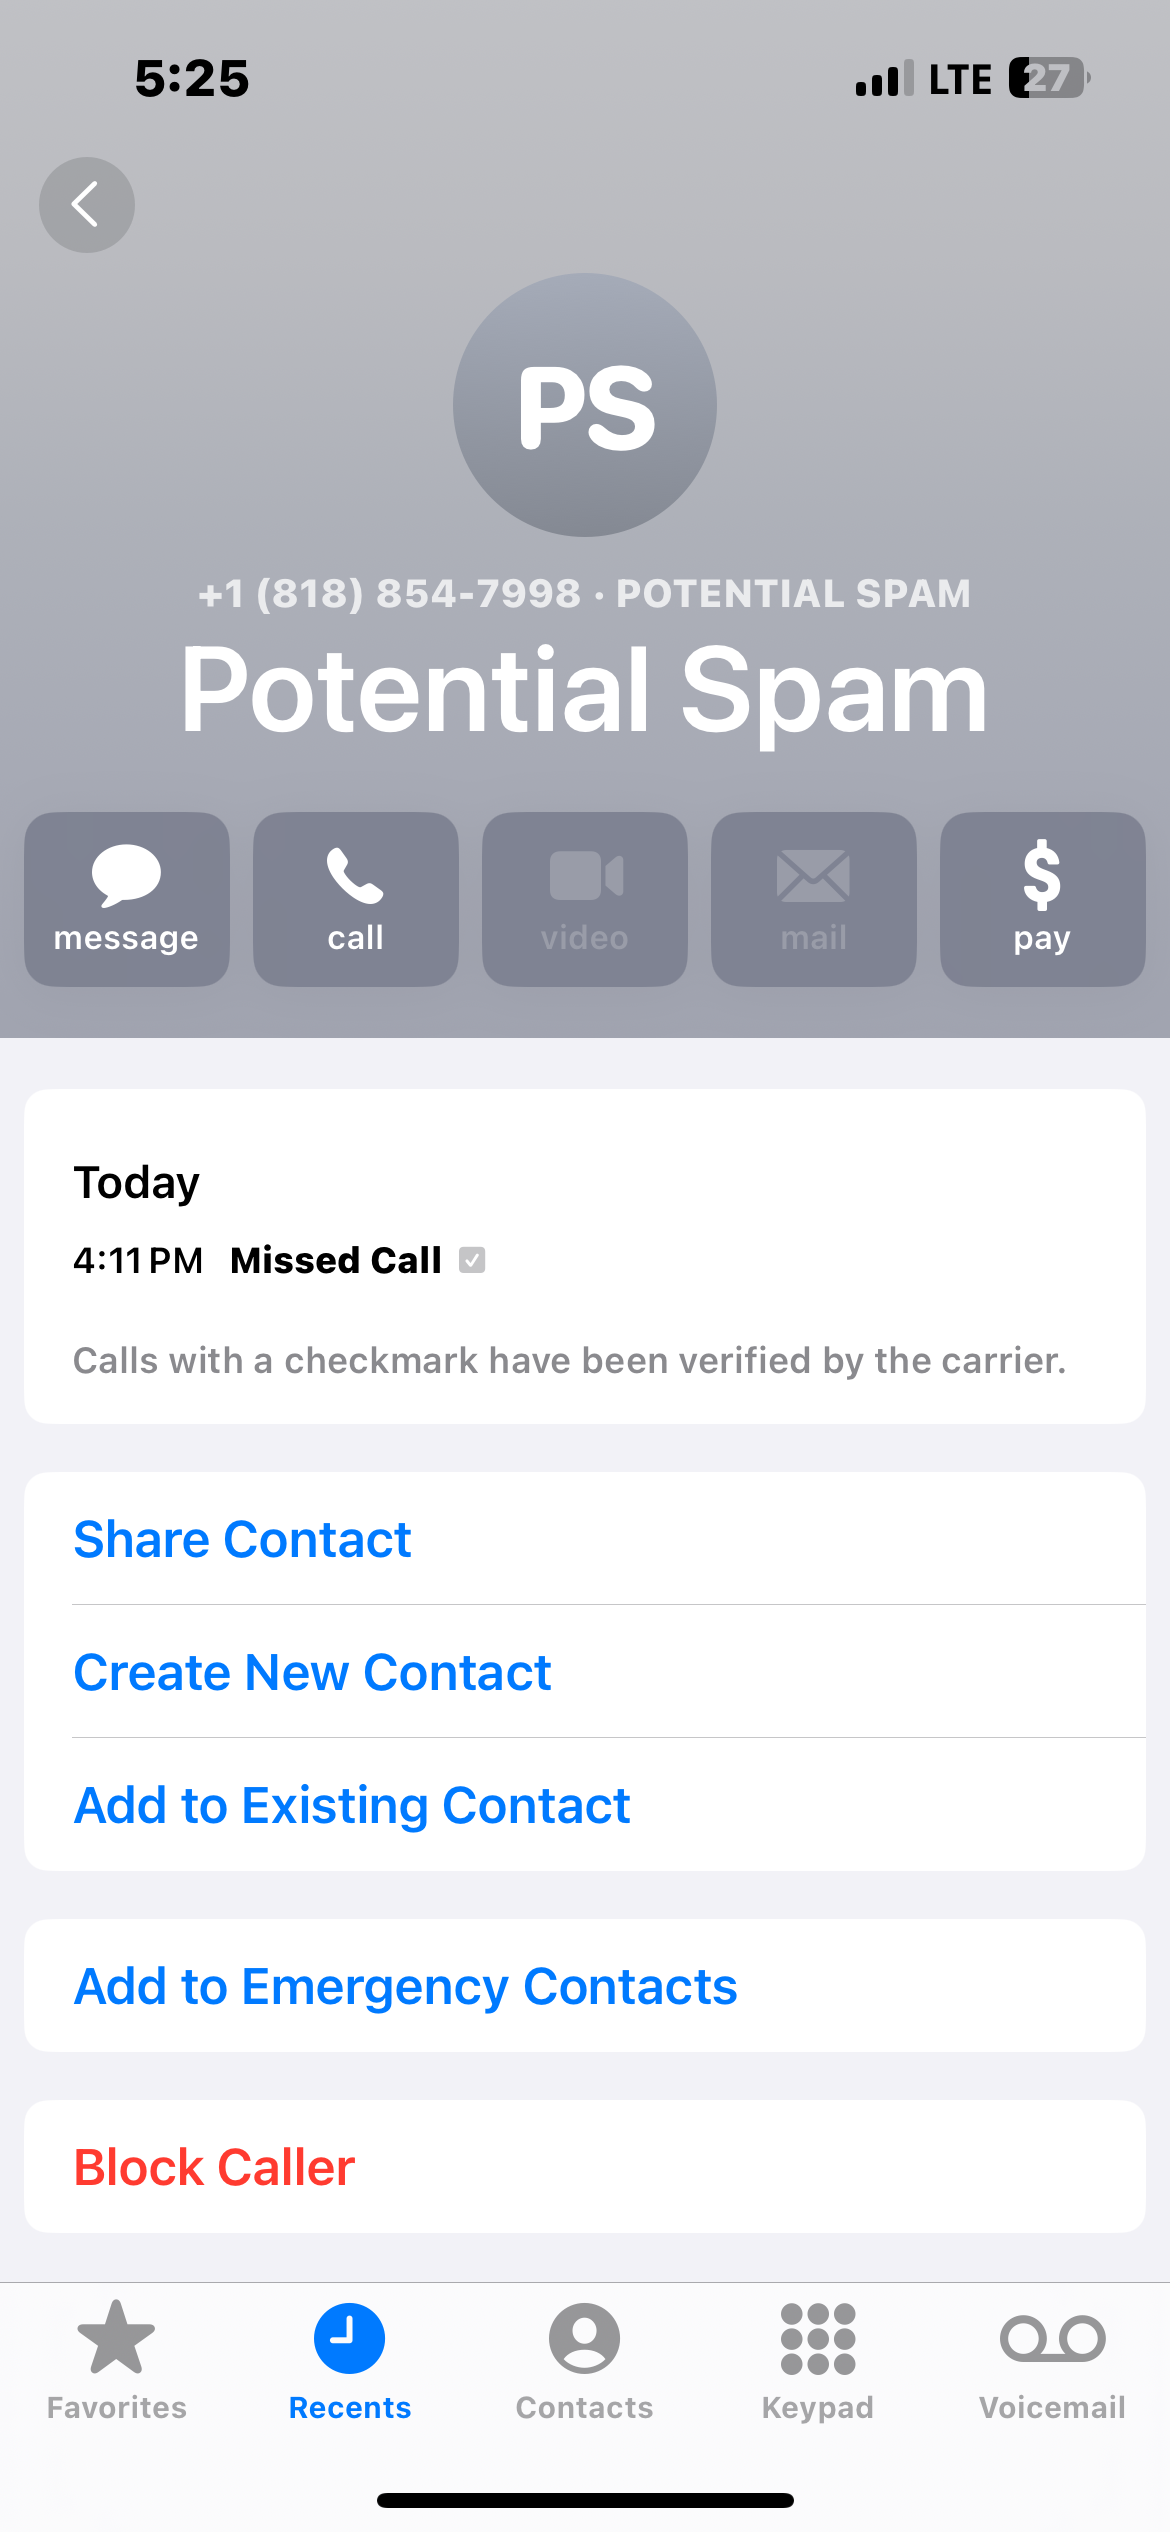 5:25 LTE 27
PS
+1 (818) 854-7998 · POTENTIAL SPAM
Potential Spam
message call video mail pay
Today
4:11 PM Missed Call
Calls with a checkmark have been verified by the carrier.
Share Contact
Create New Contact
Add to Existing Contact
Add to Emergency Contacts
Block Caller
Favorites Recents Contacts Keypad Voicemail